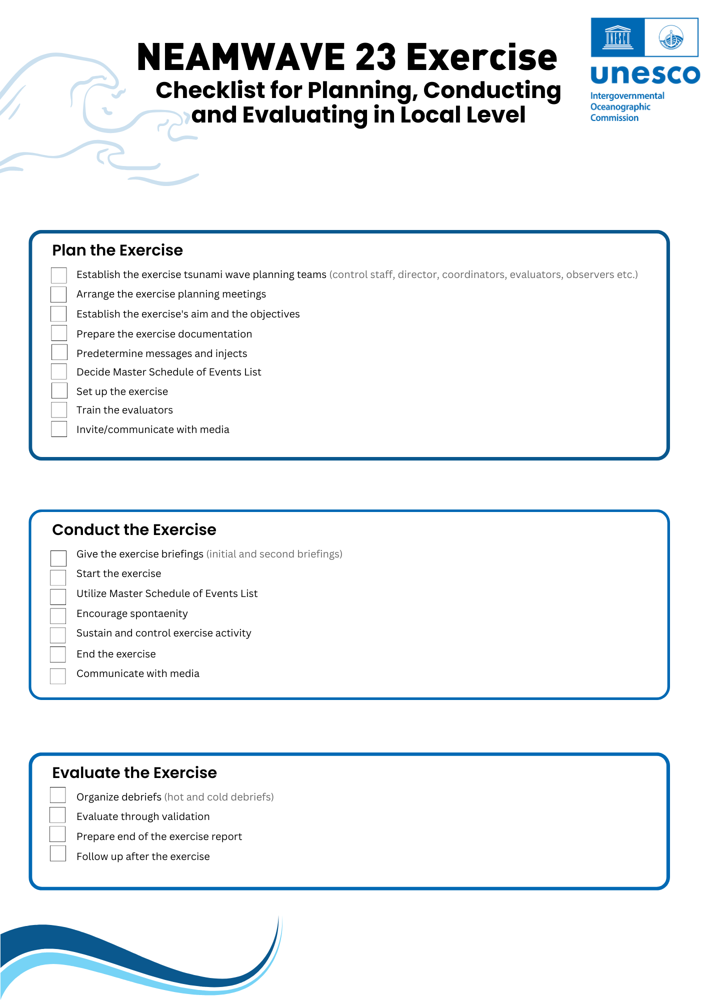 NEAMWAVE 23 Exercise
Checklist for Planning, Conducting
and Evaluating in Local Level
UNESCO
unesco
Intergovernmental
Oceanographic
Commission
Plan the Exercise
Establish the exercise tsunami wave planning teams (control staff, director, coordinators, evaluators, observers etc.)
Arrange the exercise planning meetings
Establish the exercise's aim and the objectives
Prepare the exercise documentation
Predetermine messages and injects
Decide Master Schedule of Events List
Set up the exercise
Train the evaluators
Invite/communicate with media
Conduct the Exercise
Give the exercise briefings (initial and second briefings)
Start the exercise
Utilize Master Schedule of Events List
Encourage spontaenity
Sustain and control exercise activity
End the exercise
Communicate with media
Evaluate the Exercise
Organize debriefs (hot and cold debriefs)
Evaluate through validation
Prepare end of the exercise report
Follow up after the exercise